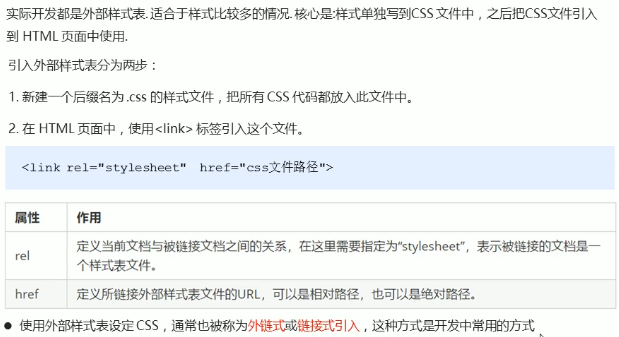 实际开发都是外部样式表. 适合于样式比较多的情况. 核心是:样式单独写到CSS 文件中，之后把CSS文件引入
到 HTML 页面中使用.
引入外部样式表分为两步：
1. 新建一个后缀名为 .css 的样式文件，把所有 CSS 代码都放入此文件中。
2. 在 HTML 页面中，使用<link> 标签引入这个文件。
<link rel="stylesheet"  href="css文件路径">
属性 作用
rel 定义当前文档与被链接文档之间的关系，在这里需要指定为“stylesheet”，表示被链接的文档是一
个样式表文件。
href 定义所链接外部样式表文件的URL，可以是相对路径，也可以是绝对路径。
● 使用外部样式表设定 CSS，通常也被称为外链式或链接式引入，这种方式是开发中常用的方式